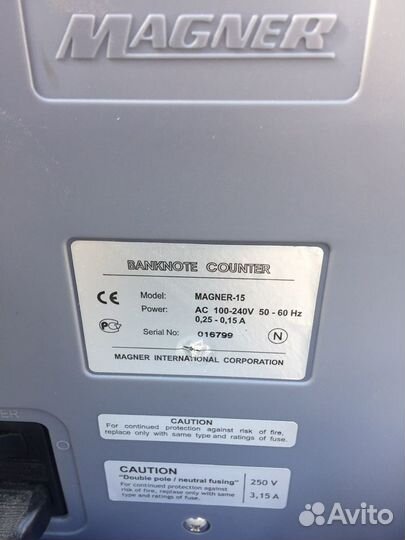 MAGNER
BANKNOTE COUNTER
CE Model: MAGNER-15
Power: AC 100-240V 50-60 Hz
0,25-0,15 A
Serial No: 016799 N
MAGNER INTERNATIONAL CORPORATION
CAUTION
For continued protection against risk of fire,
replace only with same type and ratings of fuse.
CAUTION
"Double pole / neutral fusing"
For continued protection against
risk of fire, replase only with same
type and ratings of fuse.
250 V
3,15 A
Avito